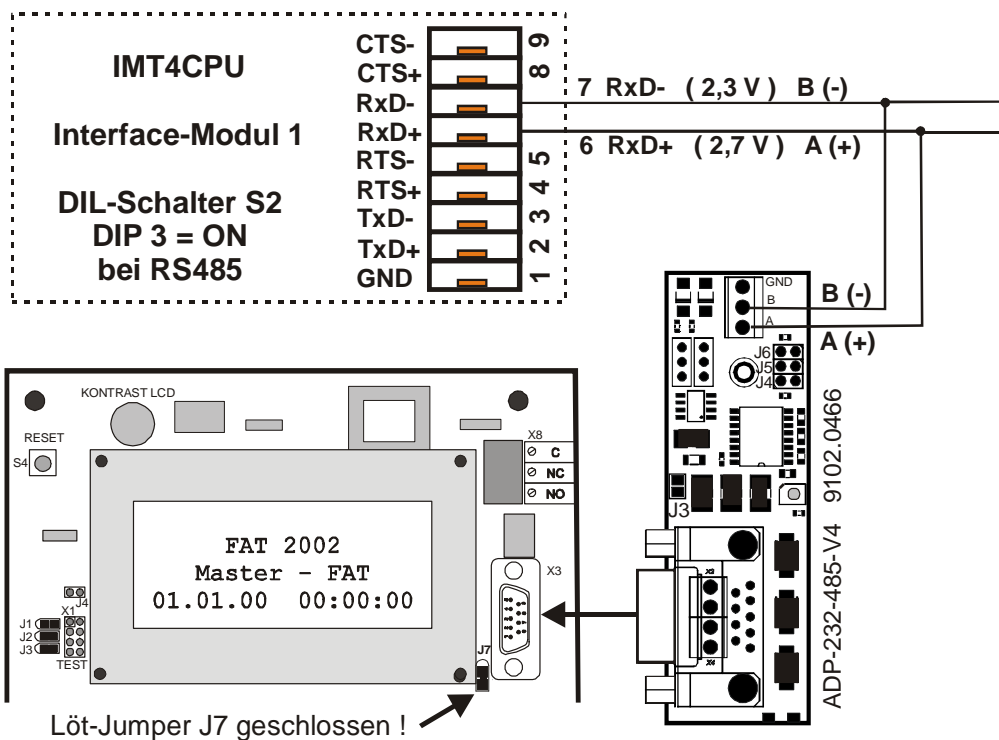 IMT4CPU
Interface-Modul 1
DIL-Schalter S2
DIP 3 = ON
bei RS485
CTS- 9
CTS+ 8
RxD-
RxD+
RTS- 5
RTS+ 4
TxD- 3
TxD+ 2
GND 1
7 RxD- ( 2,3 V ) B (-)
6 RxD+ ( 2,7 V ) A (+)
GND
B
A
B (-)
A (+)
J6
J5
J4
J3
X3
X4
ADP-232-485-V4 9102.0466
KONTRAST LCD
RESET
S4
X8
C
NC
NO
FAT 2002
Master - FAT
01.01.00 00:00:00
X3
J4
X1
J1
J2
J3
TEST
J7
Löt-Jumper J7 geschlossen !